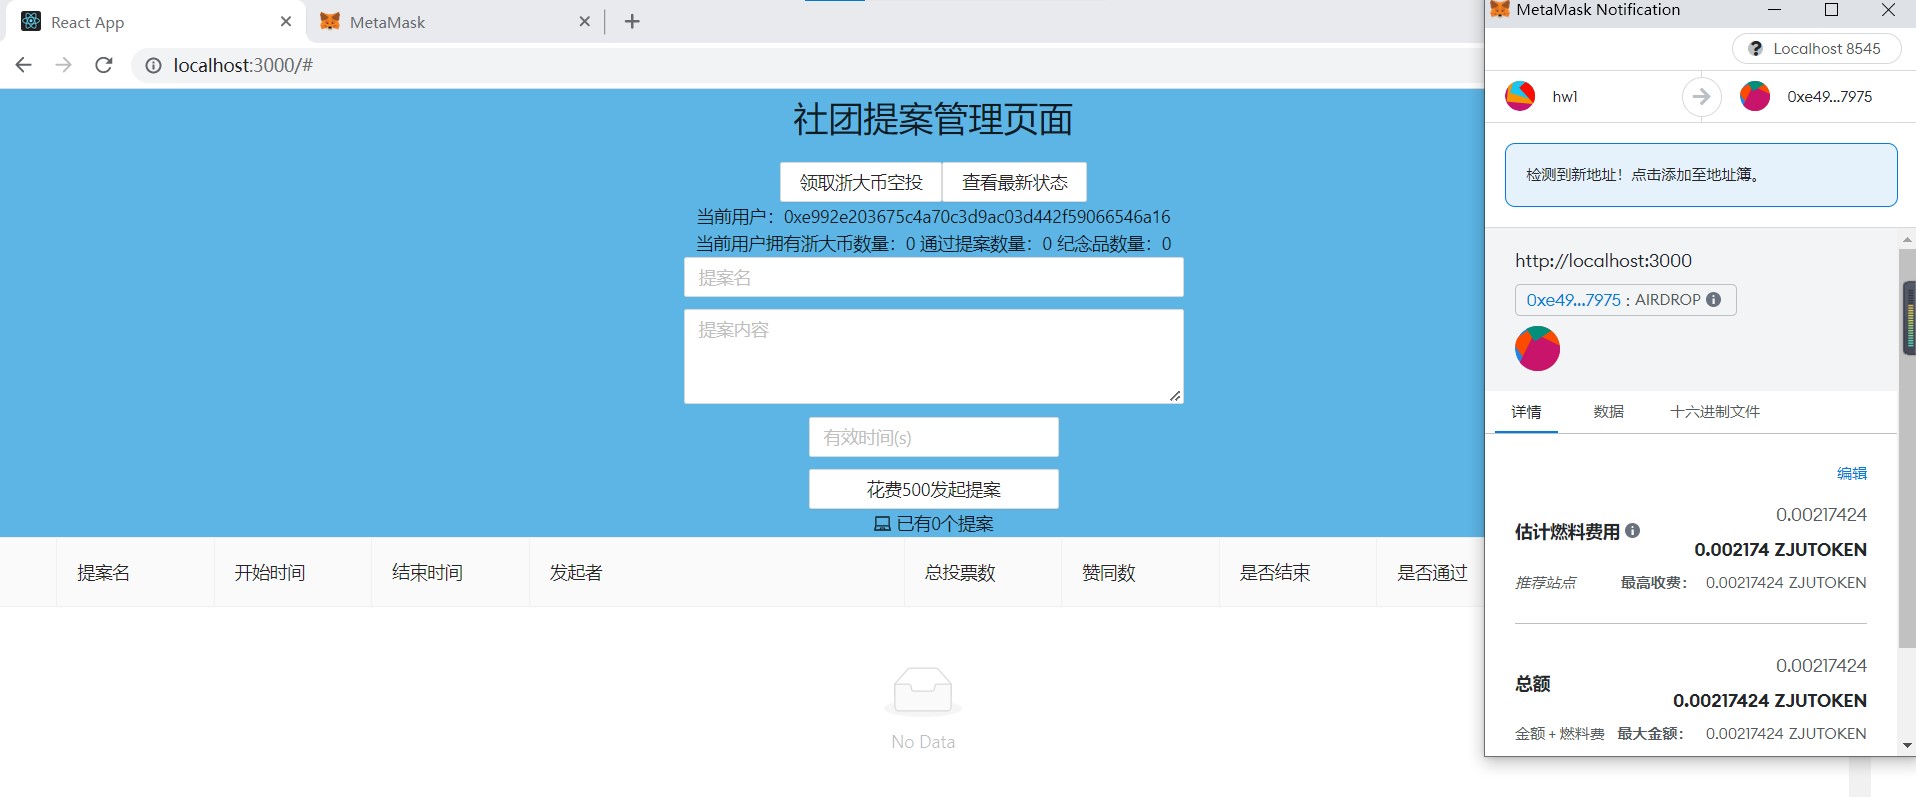 React App
MetaMask
localhost:3000/#
社团提案管理页面
领取浙大币空投
查看最新状态
当前用户：0xe992e203675c4a70c3d9ac03d442f59066546a16
当前用户拥有浙大币数量：0 通过提案数量：0 纪念品数量：0
提案名
提案内容
有效时间(s)
花费500发起提案
已有0个提案
提案名 开始时间 结束时间 发起者 总投票数 赞同数 是否结束 是否通过
No Data
MetaMask Notification
Localhost 8545
hw1
0xe49...7975
检测到新地址！点击添加至地址簿。
http://localhost:3000
0xe49...7975 : AIRDROP
详情 数据 十六进制文件
编辑
0.00217424
估计燃料费用
0.002174 ZJUTOKEN
推荐站点 最高收费： 0.00217424 ZJUTOKEN
0.00217424
总额
0.00217424 ZJUTOKEN
金额 + 燃料费 最大金额： 0.00217424 ZJUTOKEN